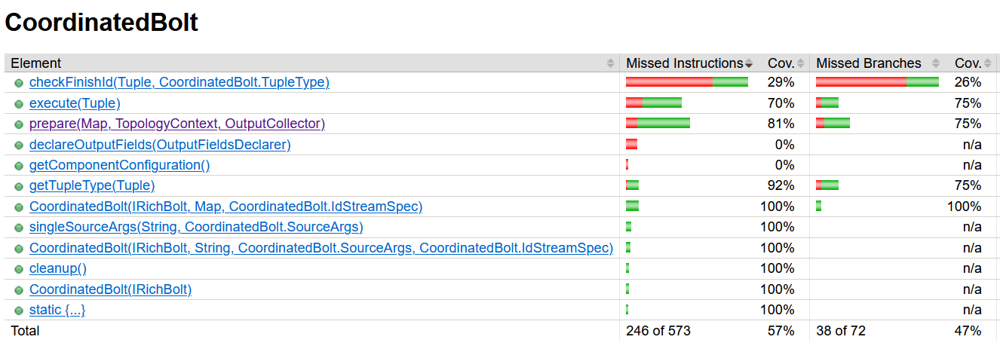 CoordinatedBolt
Element Missed Instructions Cov. Missed Branches Cov.
checkFinishId(Tuple, CoordinatedBolt.TupleType) 29% 26%
execute(Tuple) 70% 75%
prepare(Map, TopologyContext, OutputCollector) 81% 75%
declareOutputFields(OutputFieldsDeclarer) 0% n/a
getComponentConfiguration() 0% n/a
getTupleType(Tuple) 92% 75%
CoordinatedBolt(IRichBolt, Map, CoordinatedBolt.IdStreamSpec) 100% 100%
singleSourceArgs(String, CoordinatedBolt.SourceArgs) 100% n/a
CoordinatedBolt(IRichBolt, String, CoordinatedBolt.SourceArgs, CoordinatedBolt.IdStreamSpec) 100% n/a
cleanup() 100% n/a
CoordinatedBolt(IRichBolt) 100% n/a
static {...} 100% n/a
Total 246 of 573 57% 38 of 72 47%